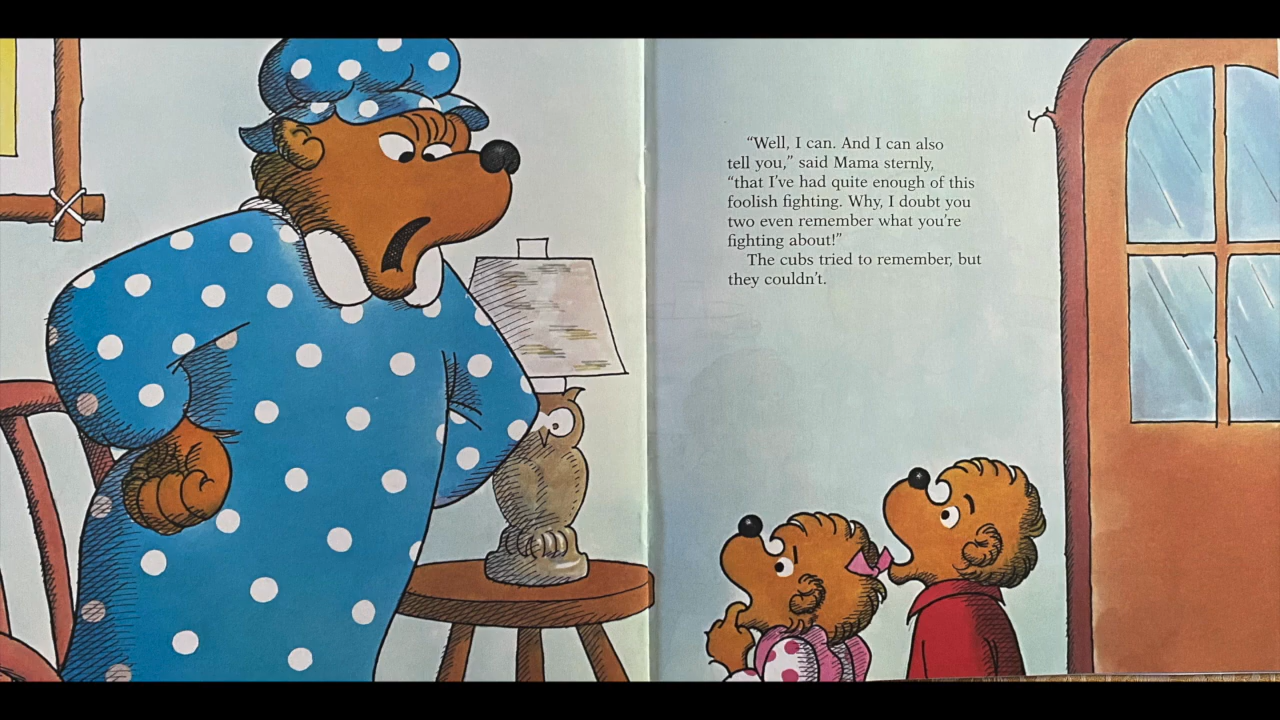 “Well, I can. And I can also
tell you,” said Mama sternly,
“that I’ve had quite enough of this
foolish fighting. Why, I doubt you
two even remember what you’re
fighting about!”
The cubs tried to remember, but
they couldn’t.